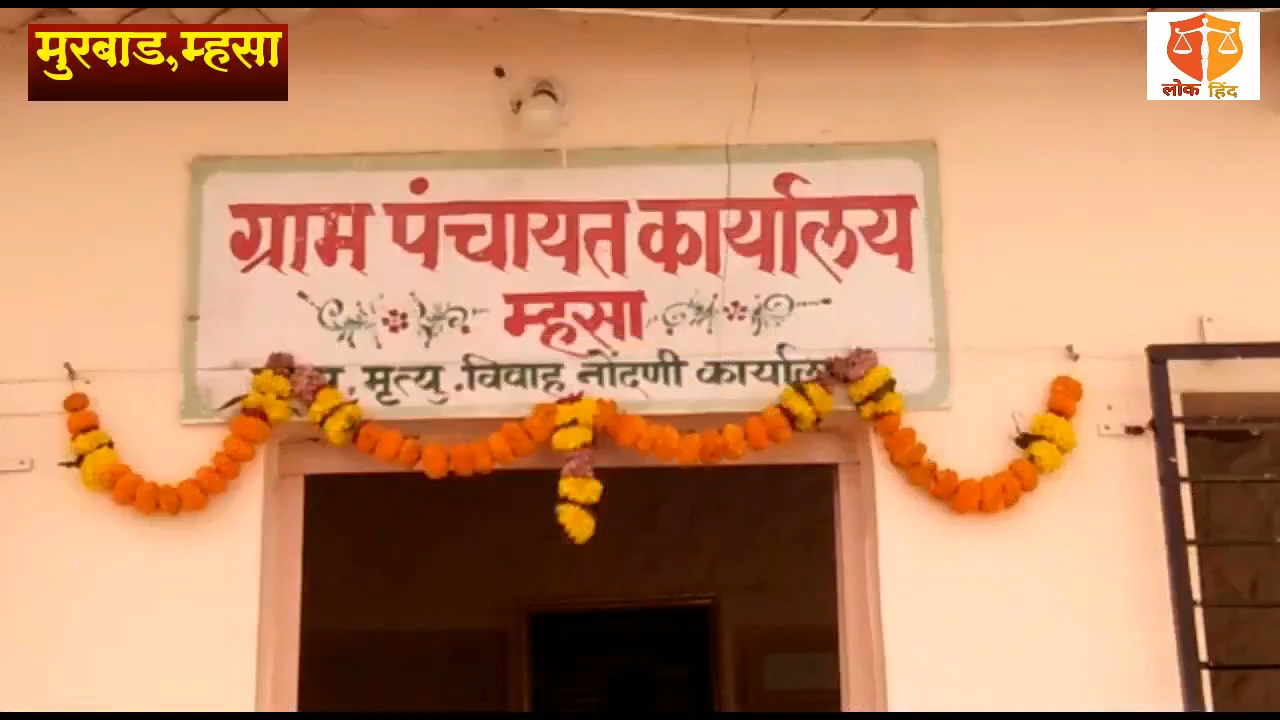 मुरबाड,म्हसा
लोक हिंद
ग्राम पंचायत कार्यालय
म्हसा
मृत्यु.विवाह नोंदणी